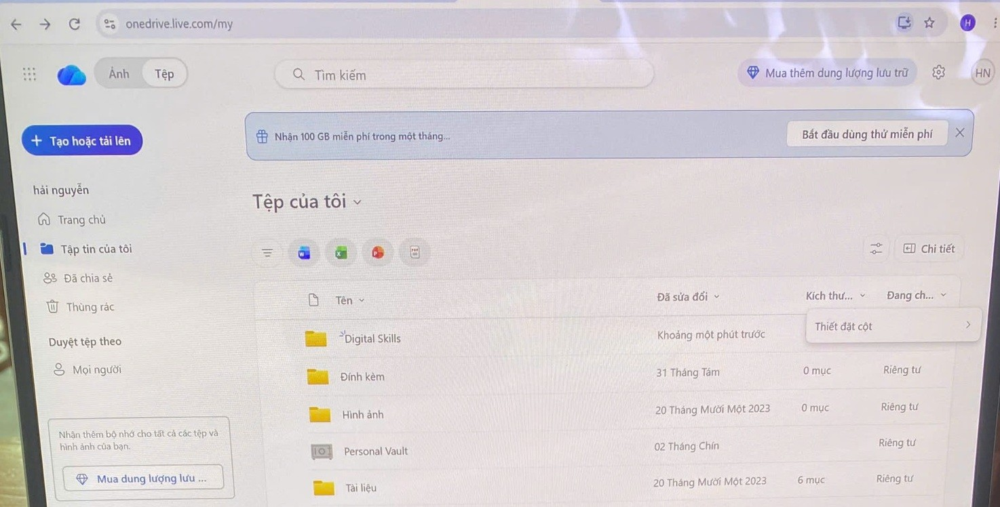 onedrive.live.com/my
H
Ảnh
Tệp
Tìm kiếm
Mua thêm dung lượng lưu trữ
HN
+ Tạo hoặc tải lên
Nhận 100 GB miễn phí trong một tháng...
Bắt đầu dùng thử miễn phí
hải nguyễn
Trang chủ
Tập tin của tôi
Đã chia sẻ
Thùng rác
Duyệt tệp theo
Mọi người
Nhận thêm bộ nhớ cho tất cả các tệp và
hình ảnh của bạn.
Mua dung lượng lưu ...
Tệp của tôi
W
X
P
PDF
Chi tiết
Tên
Đã sửa đổi
Kích thư...
Đang ch...
Thiết đặt cột
Digital Skills
Khoảng một phút trước
Đính kèm
31 Tháng Tám
0 mục
Riêng tư
Hình ảnh
20 Tháng Mười Một 2023
0 mục
Riêng tư
Personal Vault
02 Tháng Chín
Riêng tư
Tài liệu
20 Tháng Mười Một 2023
6 mục
Riêng tư